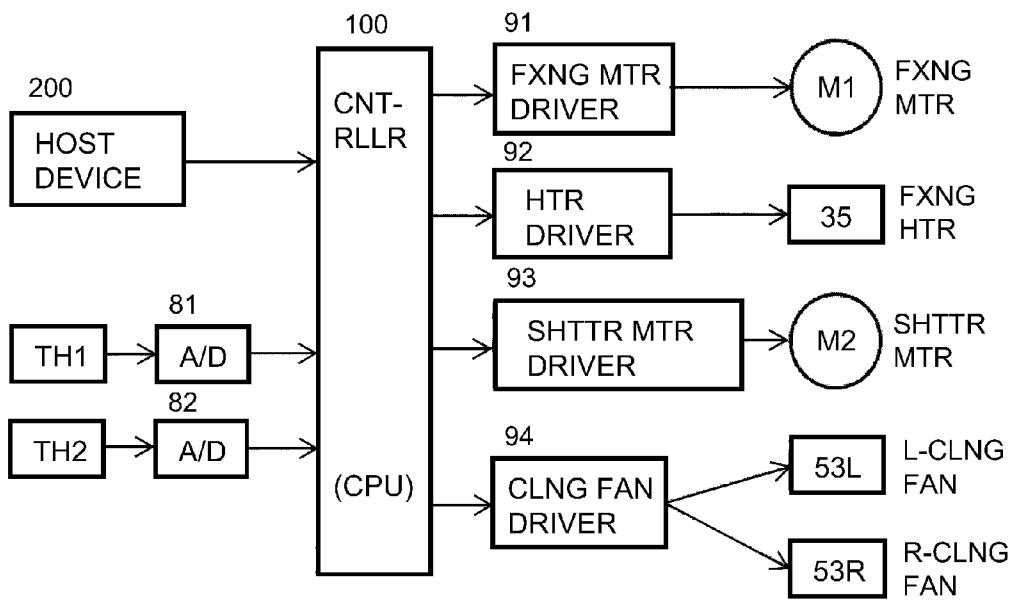 200
HOST
DEVICE
TH1
81
A/D
TH2
82
A/D
100
CNT-
RLLR
(CPU)
91
FXNG MTR
DRIVER
M1
FXNG
MTR
92
HTR
DRIVER
35
FXNG
HTR
93
SHTTR MTR
DRIVER
M2
SHTTR
MTR
94
CLNG FAN
DRIVER
53L
L-CLNG
FAN
53R
R-CLNG
FAN